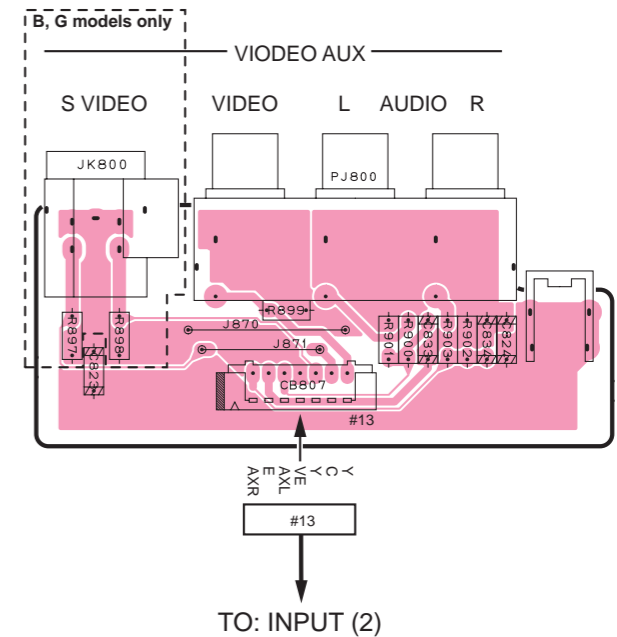 B, G models only
VIODEO AUX
S VIDEO
VIDEO
L
AUDIO
R
JK800
PJ800
R899
J870
J871
R897
R898
C823
R901
R900
C833
R903
R902
C834
C824
CB807
#13
Y
C
Y
VE
AXL
E
AXR
#13
TO: INPUT (2)